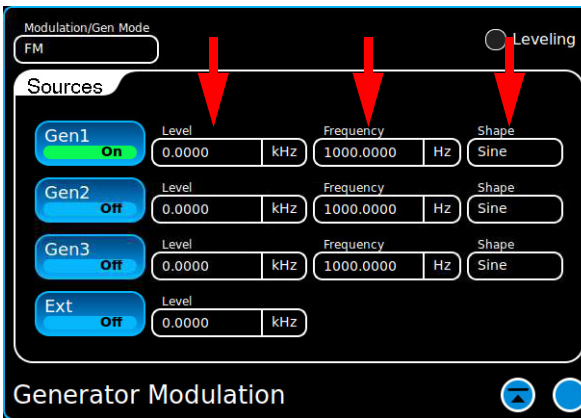 Modulation/Gen Mode
FM
Leveling
Sources
Gen1
On
Level
0.0000
kHz
Frequency
1000.0000
Hz
Shape
Sine
Gen2
Off
Level
0.0000
kHz
Frequency
1000.0000
Hz
Shape
Sine
Gen3
Off
Level
0.0000
kHz
Frequency
1000.0000
Hz
Shape
Sine
Ext
Off
Level
0.0000
kHz
Generator Modulation